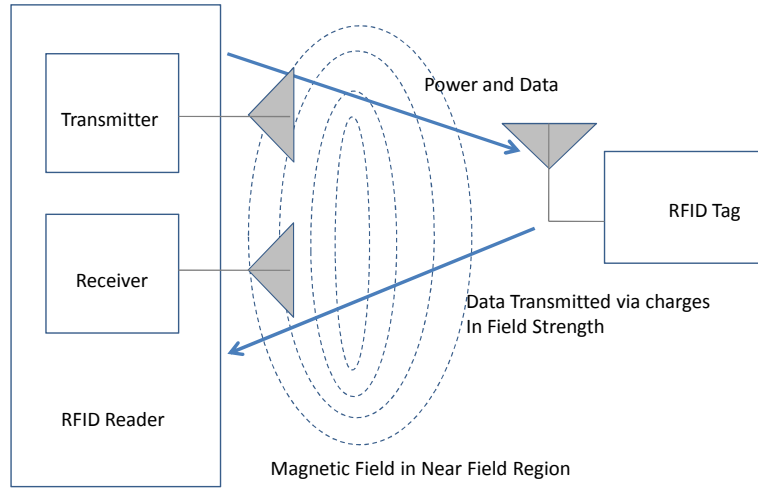 Transmitter
Power and Data
RFID Tag
Receiver
Data Transmitted via charges
In Field Strength
RFID Reader
Magnetic Field in Near Field Region